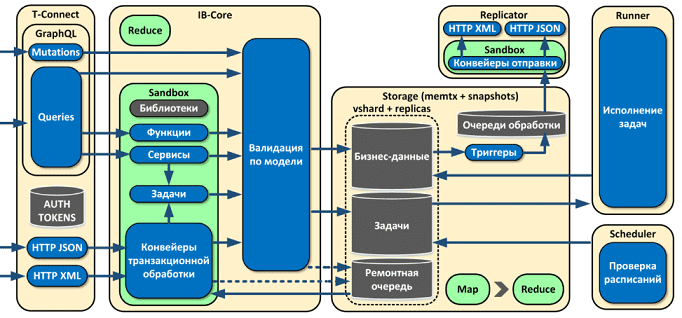 T-Connect
GraphQL
Mutations
Queries
AUTH
TOKENS
HTTP JSON
HTTP XML
IB-Core
Reduce
Sandbox
Библиотеки
Функции
Сервисы
Задачи
Конвейеры
транзакционной
обработки
Валидация
по модели
Storage (memtx + snapshots)
vshard + replicas
Бизнес-данные
Задачи
Ремонтная
очередь
Триггеры
Очереди обработки
Map
Reduce
Replicator
HTTP XML
HTTP JSON
Sandbox
Конвейеры отправки
Runner
Исполнение
задач
Scheduler
Проверка
расписаний